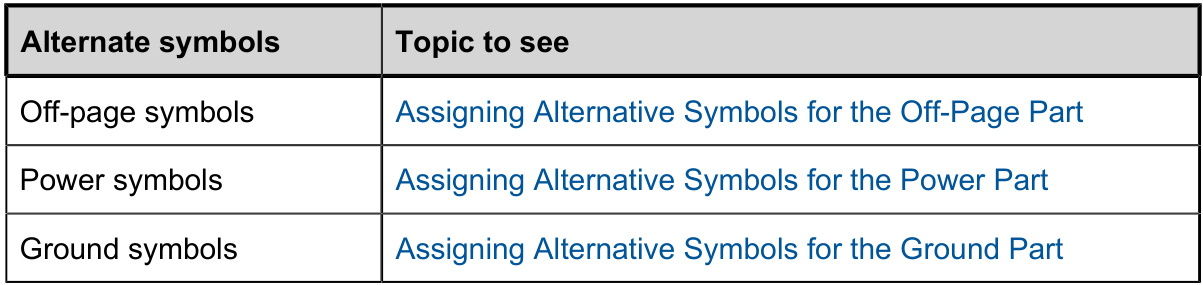 Alternate symbols Topic to see
Off-page symbols Assigning Alternative Symbols for the Off-Page Part
Power symbols Assigning Alternative Symbols for the Power Part
Ground symbols Assigning Alternative Symbols for the Ground Part